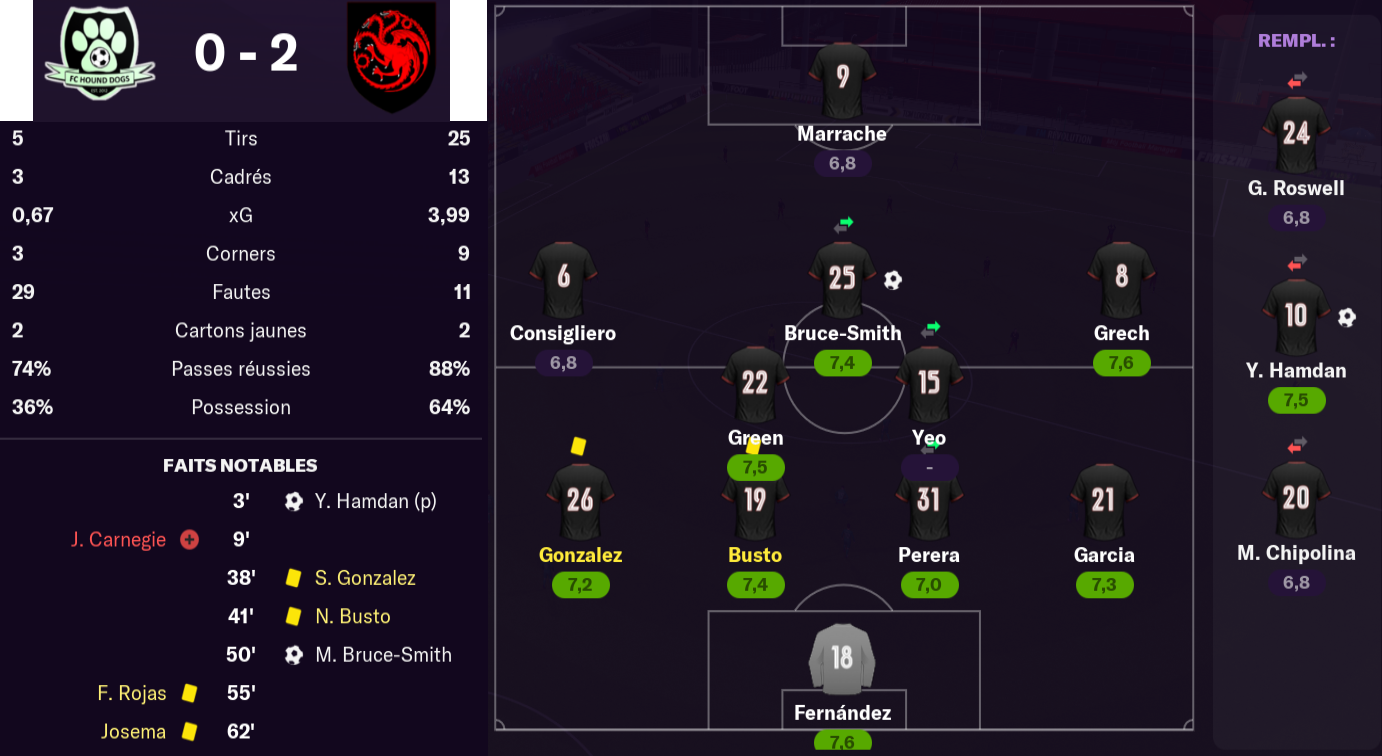 FC HOUND DOGS
0 - 2
5 Tirs 25
3 Cadrés 13
0,67 xG 3,99
3 Corners 9
29 Fautes 11
2 Cartons jaunes 2
74% Passes réussies 88%
36% Possession 64%
FAITS NOTABLES
3' Y. Hamdan (p)
J. Carnegie 9'
38' S. Gonzalez
41' N. Busto
50' M. Bruce-Smith
F. Rojas 55'
Josema 62'
9
Marrache
6,8
6 25 8
Consigliero Bruce-Smith Grech
6,8 7,4 7,6
22 15
Green Yeo
7,5 -
26 19 31 21
Gonzalez Busto Perera Garcia
7,2 7,4 7,0 7,3
18
Fernández
7,6
REMPL. :
24
G. Roswell
6,8
10
Y. Hamdan
7,5
20
M. Chipolina
6,8